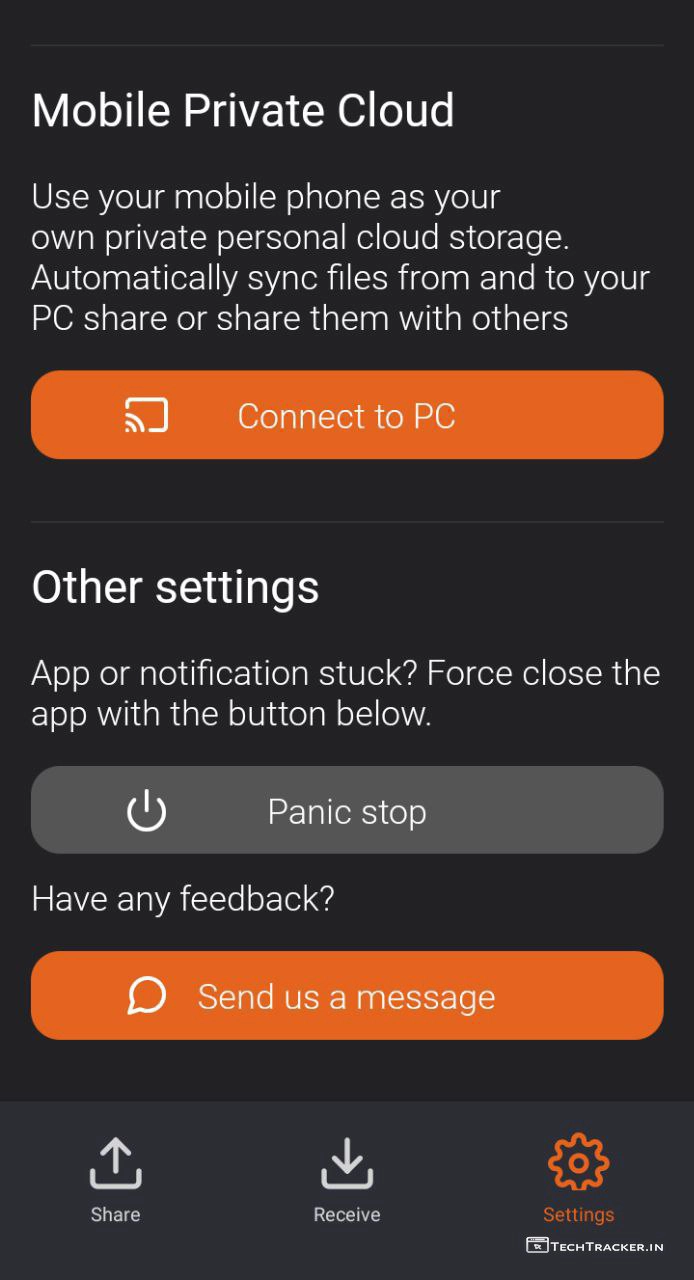 Mobile Private Cloud
Use your mobile phone as your
own private personal cloud storage.
Automatically sync files from and to your
PC share or share them with others
Connect to PC
Other settings
App or notification stuck? Force close the
app with the button below.
Panic stop
Have any feedback?
Send us a message
Share
Receive
Settings
TechTracker.in